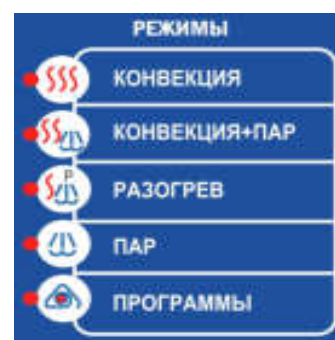 РЕЖИМЫ
КОНВЕКЦИЯ
КОНВЕКЦИЯ+ПАР
P
РАЗОГРЕВ
ПАР
ПРОГРАММЫ